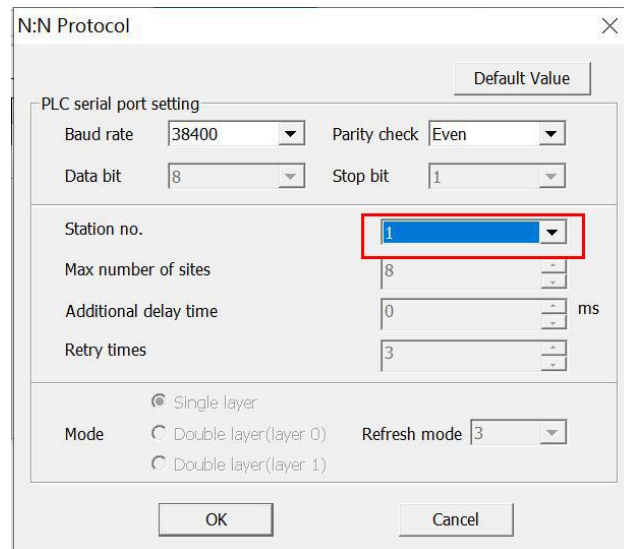 N:N Protocol
Default Value
PLC serial port setting
Baud rate 38400 Parity check Even
Data bit 8 Stop bit 1
Station no. 1
Max number of sites 8
Additional delay time 0 ms
Retry times 3
Single layer
Mode Double layer(layer 0) Refresh mode 3
Double layer(layer 1)
OK Cancel